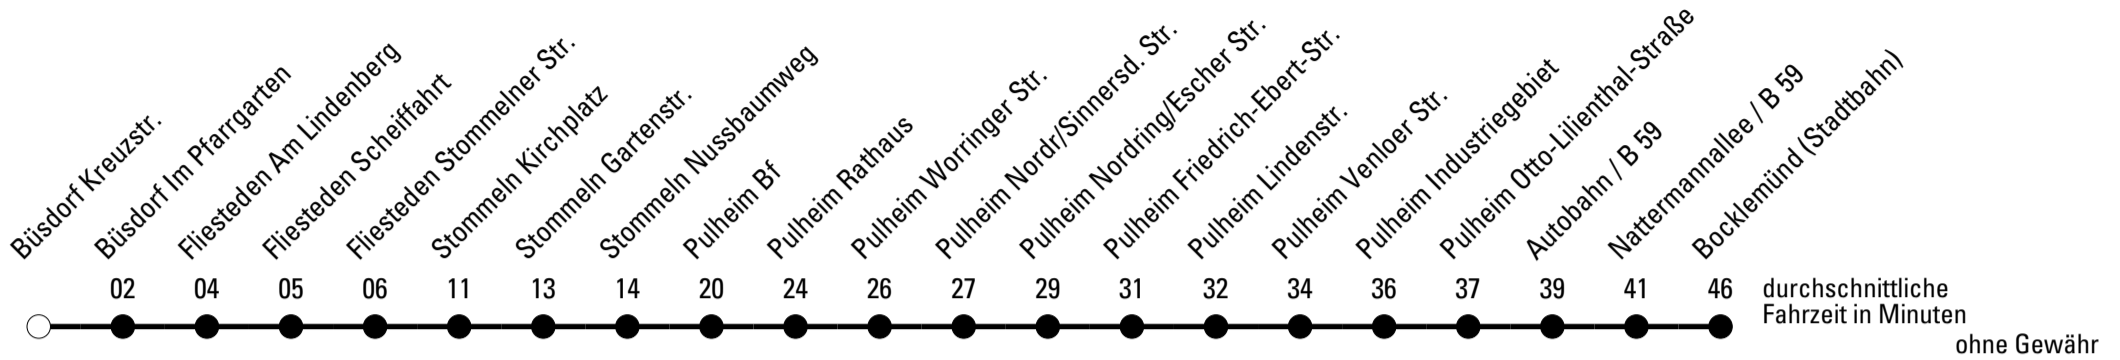 Büsdorf Kreuzstr.
Büsdorf Im Pfarrgarten
Fliesteden Am Lindenberg
Fliesteden Scheiffahrt
Fliesteden Stommelner Str.
Stommeln Kirchplatz
Stommeln Gartenstr.
Stommeln Nussbaumweg
Pulheim Bf
Pulheim Rathaus
Pulheim Worringer Str.
Pulheim Nordr/Sinnersd. Str.
Pulheim Nordring/Escher Str.
Pulheim Friedrich-Ebert-Str.
Pulheim Lindenstr.
Pulheim Venloer Str.
Pulheim Industriegebiet
Pulheim Otto-Lilienthal-Straße
Autobahn / B 59
Nattermannallee / B 59
Bocklemünd (Stadtbahn)
02 04 05 06 11 13 14 20 24 26 27 29 31 32 34 36 37 39 41 46 durchschnittliche
Fahrzeit in Minuten
ohne Gewähr